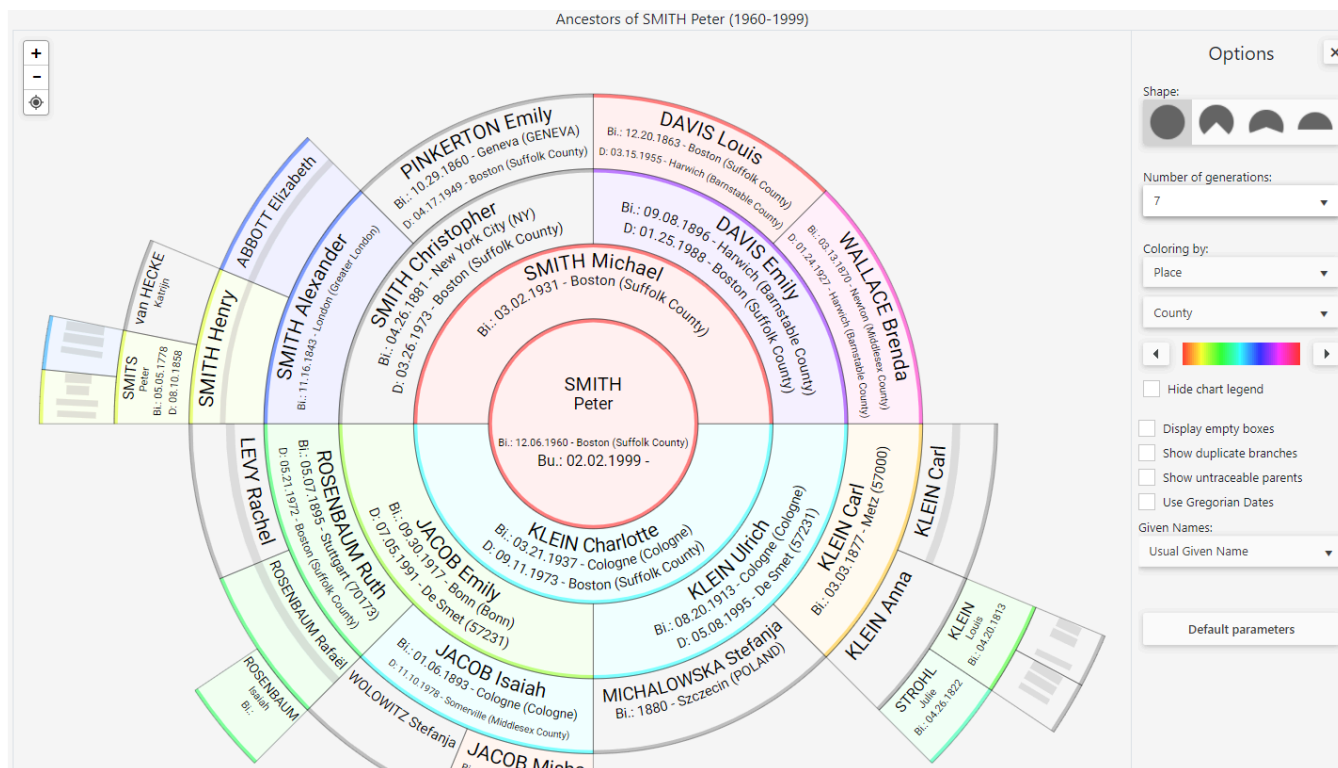 Ancestors of SMITH Peter (1960-1999)
+
−
PINKERTON Emily
Bi.: 10.29.1860 - Geneva (GENEVA)
D: 04.17.1949 - Boston (Suffolk County)
DAVIS Louis
Bi.: 12.20.1863 - Boston (Suffolk County)
D: 03.15.1955 - Harwich (Barnstable County)
ABBOTT Elizabeth
SMITH Alexander
Bi.: 11.16.1843 - London (Greater London)
SMITH Christopher
Bi.: 04.26.1881 - New York City (NY)
D: 03.26.1973 - Boston (Suffolk County)
DAVIS Emily
Bi.: 09.08.1896 - Harwich (Barnstable County)
D: 01.25.1988 - Boston (Suffolk County)
WALLACE Brenda
Bi.: 03.13.1870 - Newton (Middlesex County)
D: 01.24.1927 - Harwich (Barnstable County)
SMITH Michael
Bi.: 03.02.1931 - Boston (Suffolk County)
van HECKE
Katrijn
SMITH Henry
SMITS
Peter
Bi.: 05.05.1778
D: 08.10.1858
SMITH
Peter
Bi.: 12.06.1960 - Boston (Suffolk County)
Bu.: 02.02.1999 -
LEVY Rachel
ROSENBAUM Ruth
Bi.: 05.07.1895 - Stuttgart (70173)
D: 05.21.1972 - Boston (Suffolk County)
JACOB Emily
Bi.: 09.30.1917 - Bonn (Bonn)
D: 07.05.1991 - De Smet (57231)
KLEIN Charlotte
Bi.: 03.21.1937 - Cologne (Cologne)
D: 09.11.1973 - Boston (Suffolk County)
KLEIN Ulrich
Bi.: 08.20.1913 - Cologne (Cologne)
D: 05.08.1995 - De Smet (57231)
KLEIN Carl
Bi.: 03.03.1877 - Metz (57000)
KLEIN Carl
KLEIN Anna
KLEIN
Louis
Bi.: 04.20.1813
STROHL
Julie
Bi.: 04.26.1822
ROSENBAUM Rafaël
ROSENBAUM
Isaiah
Bi.:
JACOB Isaiah
Bi.: 01.06.1893 - Cologne (Cologne)
D: 11.10.1978 - Somerville (Middlesex County)
MICHALOWSKA Stefanja
Bi.: 1880 - Szczecin (POLAND)
WOLOWITZ Stefanja
JACOB Miche
Options
Shape:
Number of generations:
7
Coloring by:
Place
County
Hide chart legend
Display empty boxes
Show duplicate branches
Show untraceable parents
Use Gregorian Dates
Given Names:
Usual Given Name
Default parameters